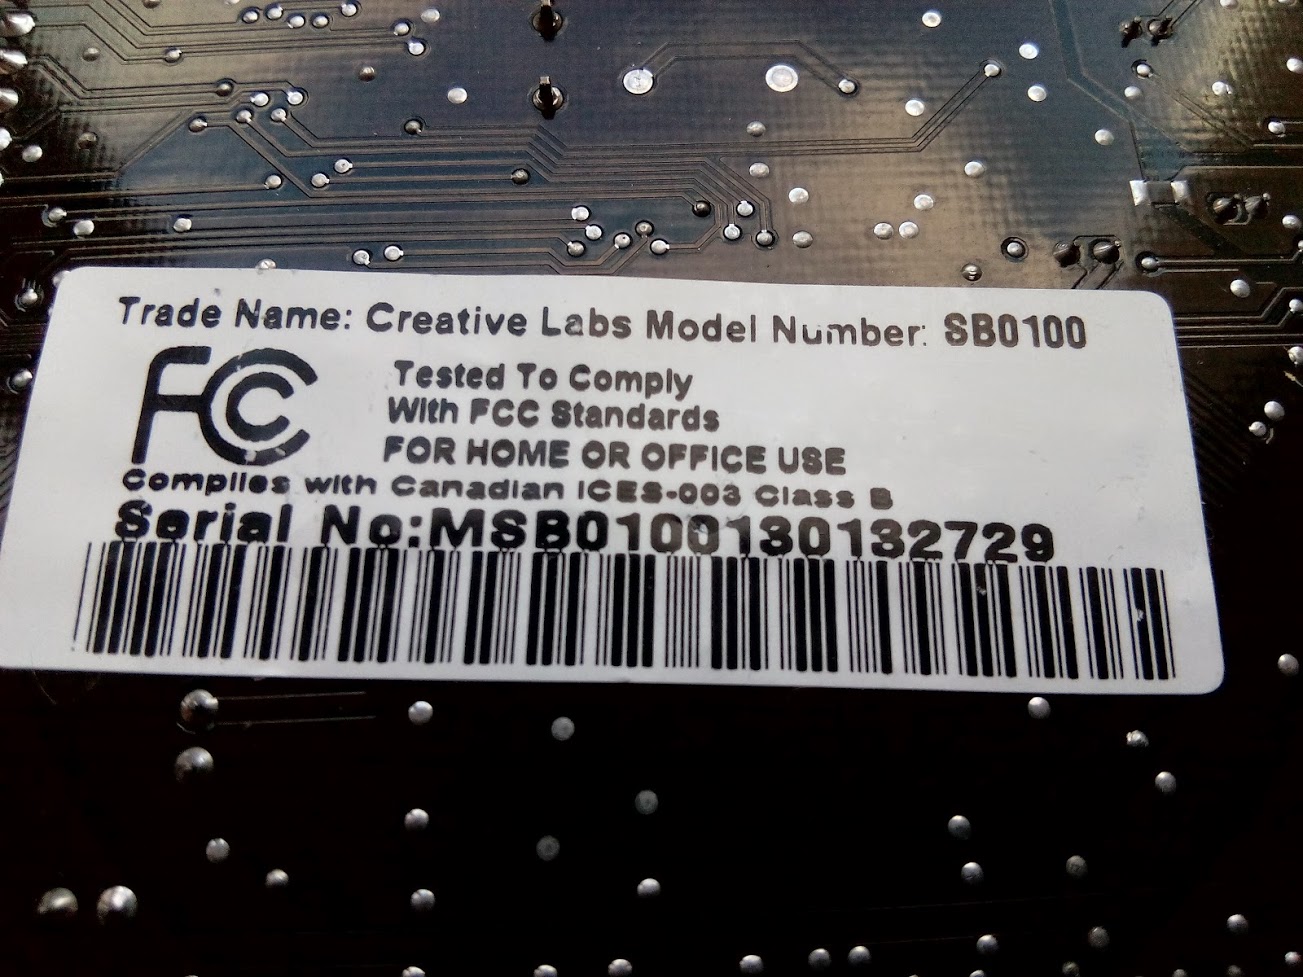 Trade Name: Creative Labs Model Number: SB0100
FC
Tested To Comply
With FCC Standards
FOR HOME OR OFFICE USE
Complies with Canadian ICES-003 Class B
Serial No:MSB0100130132729